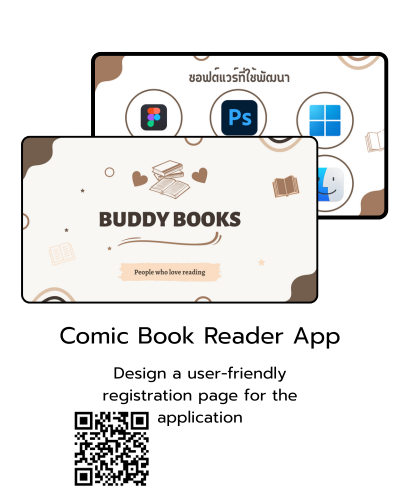 ซอฟต์แวร์ที่ใช้พัฒนา
Ps
BUDDY BOOKS
People who love reading
Comic Book Reader App
Design a user-friendly
registration page for the
application